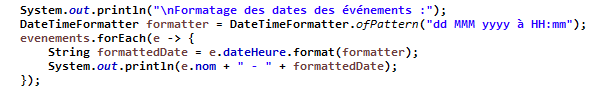 System.out.println("\nFormatage des dates des événements :");
DateTimeFormatter formatter = DateTimeFormatter.ofPattern("dd MMM yyyy à HH:mm");
evenements.forEach(e -> {
    String formattedDate = e.dateHeure.format(formatter);
    System.out.println(e.nom + " - " + formattedDate);
});